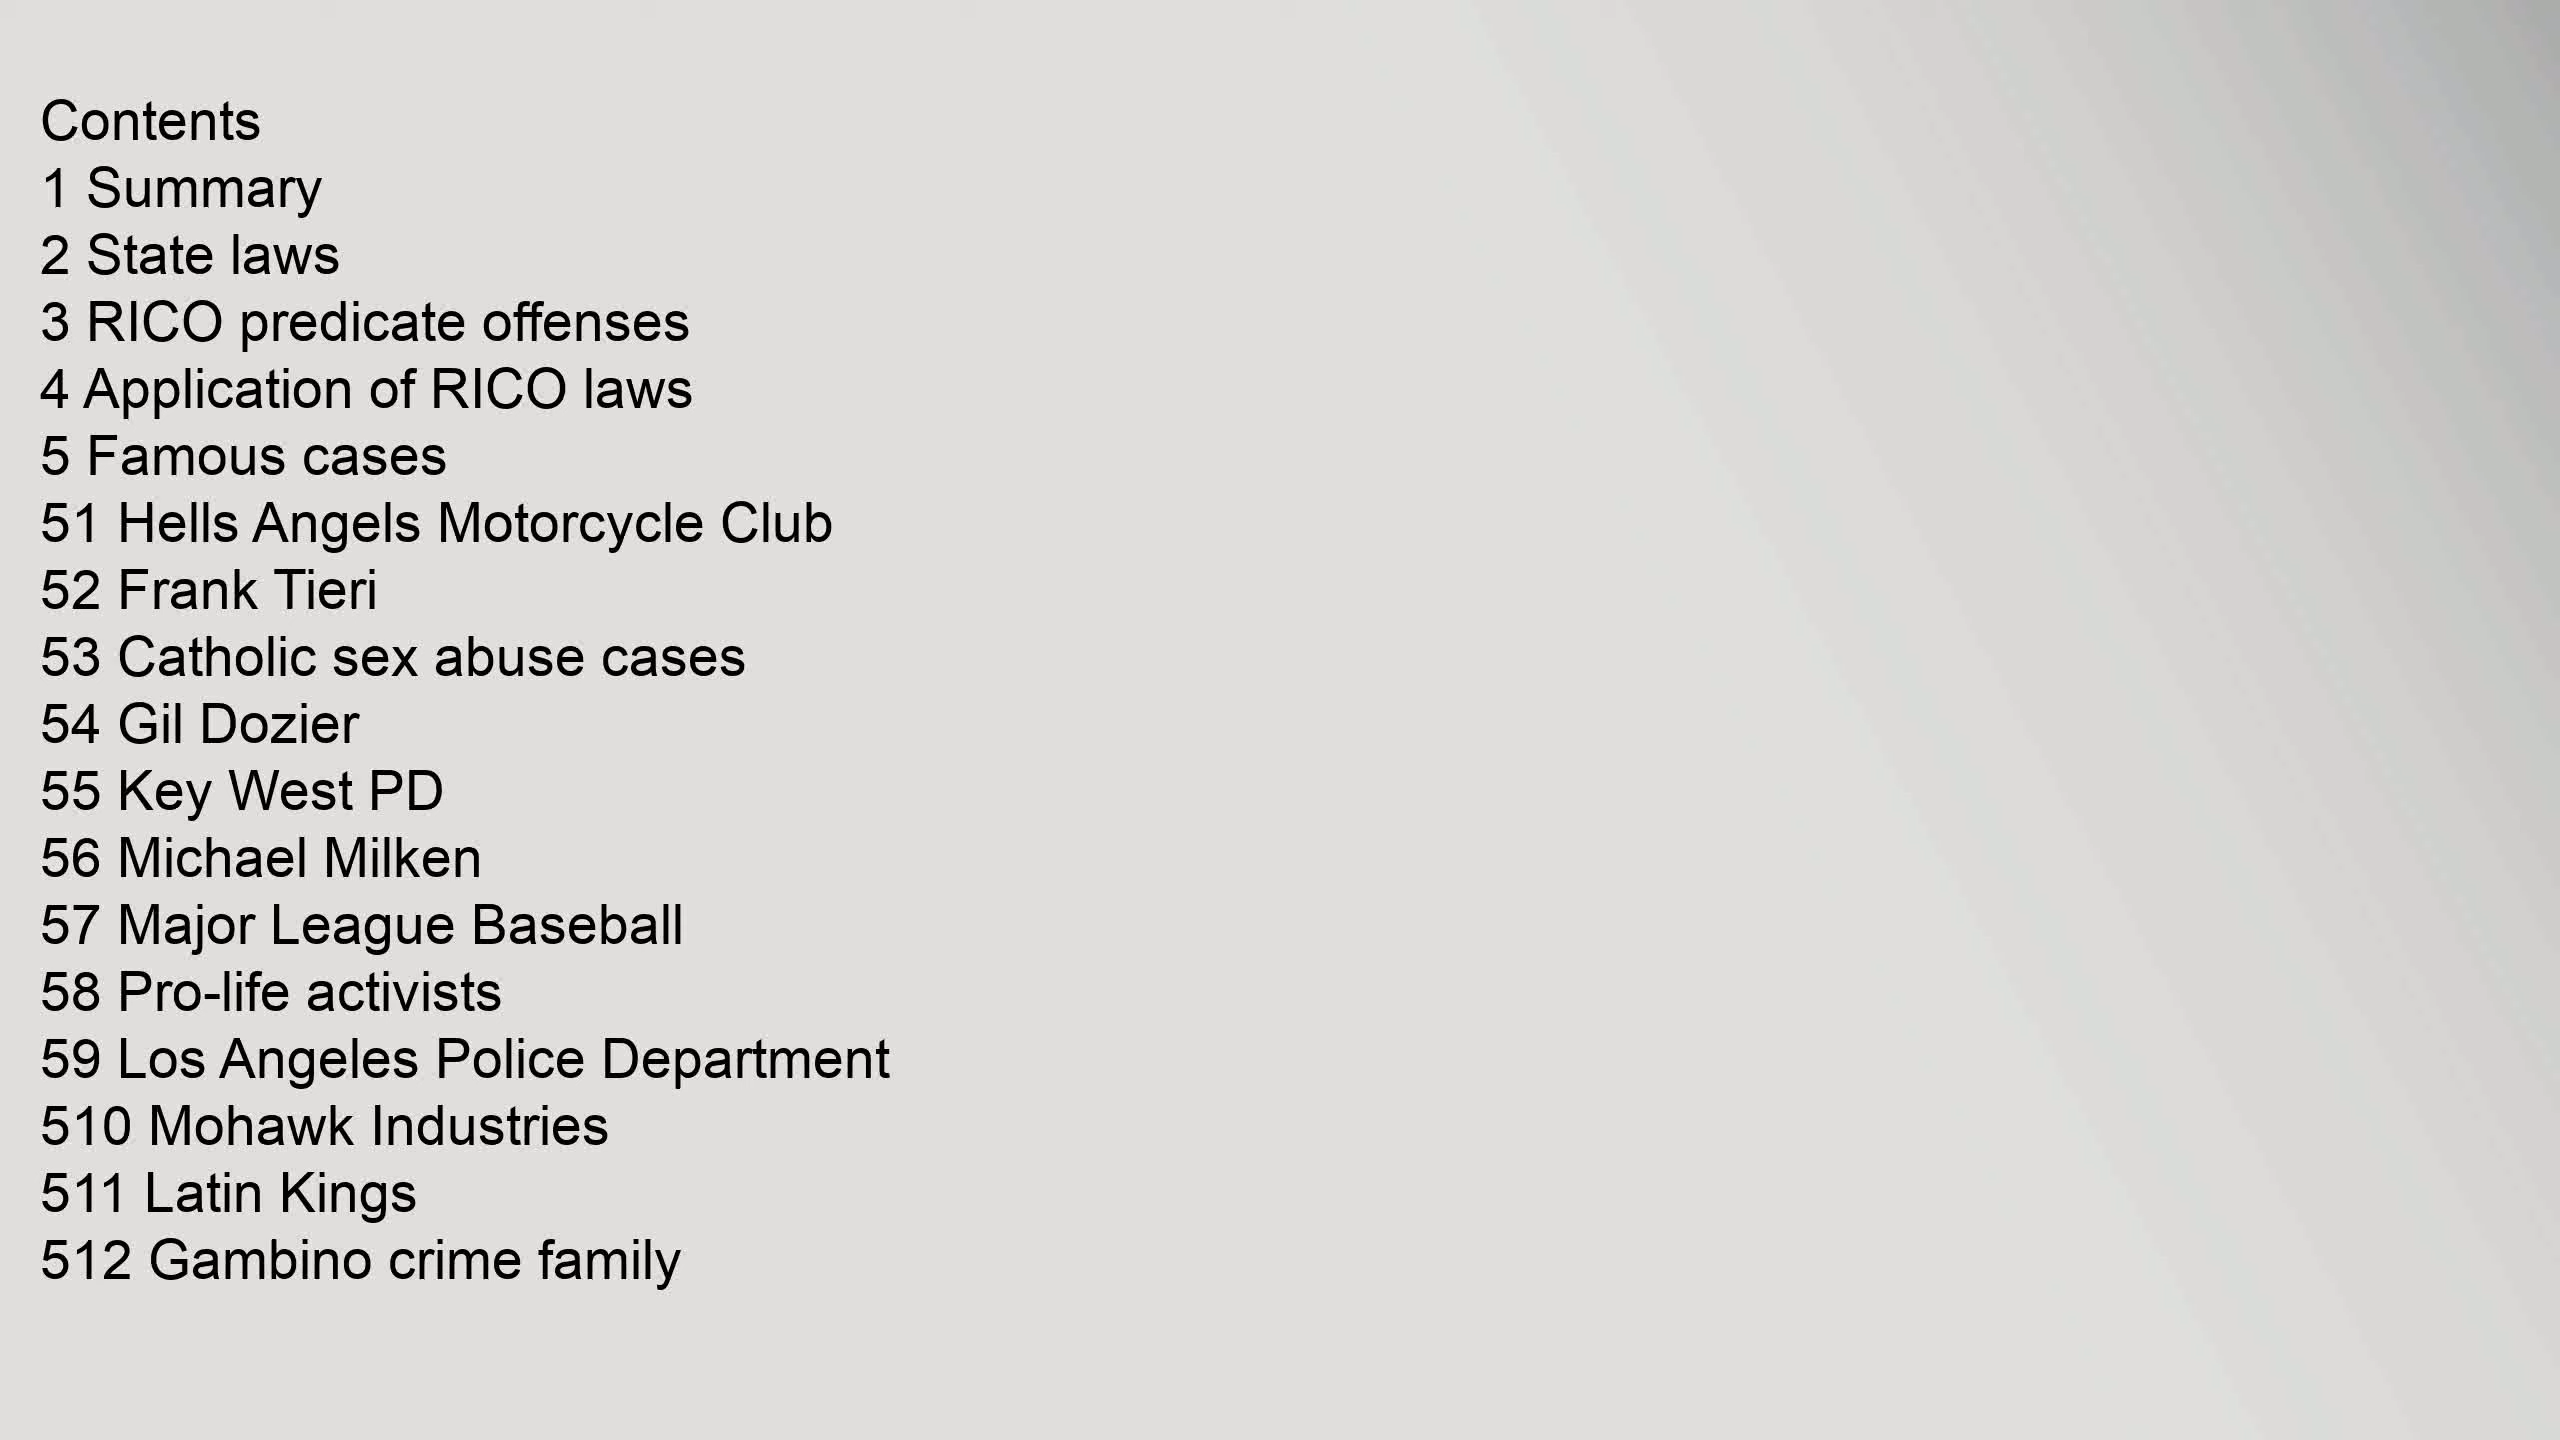 Contents
1 Summary
2 State laws
3 RICO predicate offenses
4 Application of RICO laws
5 Famous cases
51 Hells Angels Motorcycle Club
52 Frank Tieri
53 Catholic sex abuse cases
54 Gil Dozier
55 Key West PD
56 Michael Milken
57 Major League Baseball
58 Pro-life activists
59 Los Angeles Police Department
510 Mohawk Industries
511 Latin Kings
512 Gambino crime family